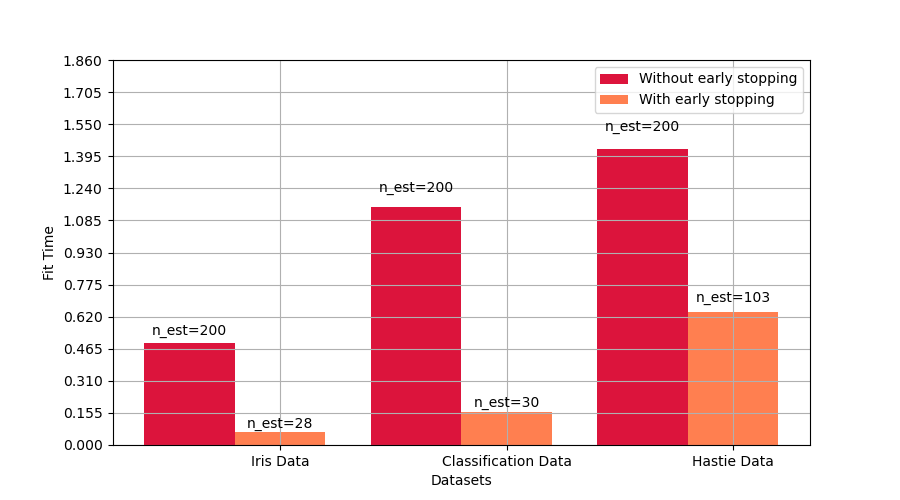 1.860
1.705
1.550
1.395
1.240
1.085
0.930
0.775
0.620
0.465
0.310
0.155
0.000
Fit Time
Without early stopping
With early stopping
n_est=200
n_est=200
n_est=200
n_est=28
n_est=30
n_est=103
Iris Data
Classification Data
Hastie Data
Datasets